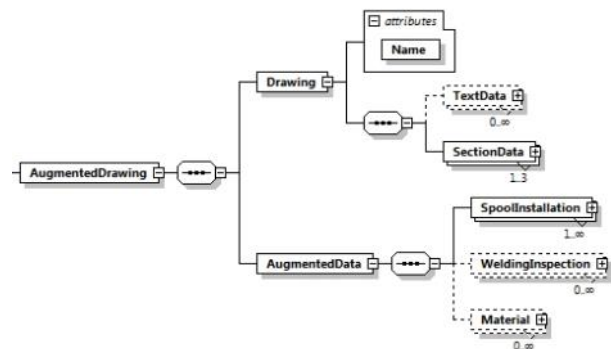 attributes
Name
Drawing
TextData
0..∞
SectionData
1..3
AugmentedDrawing
SpoolInstallation
1..∞
AugmentedData
WeldingInspection
0..∞
Material
0..∞